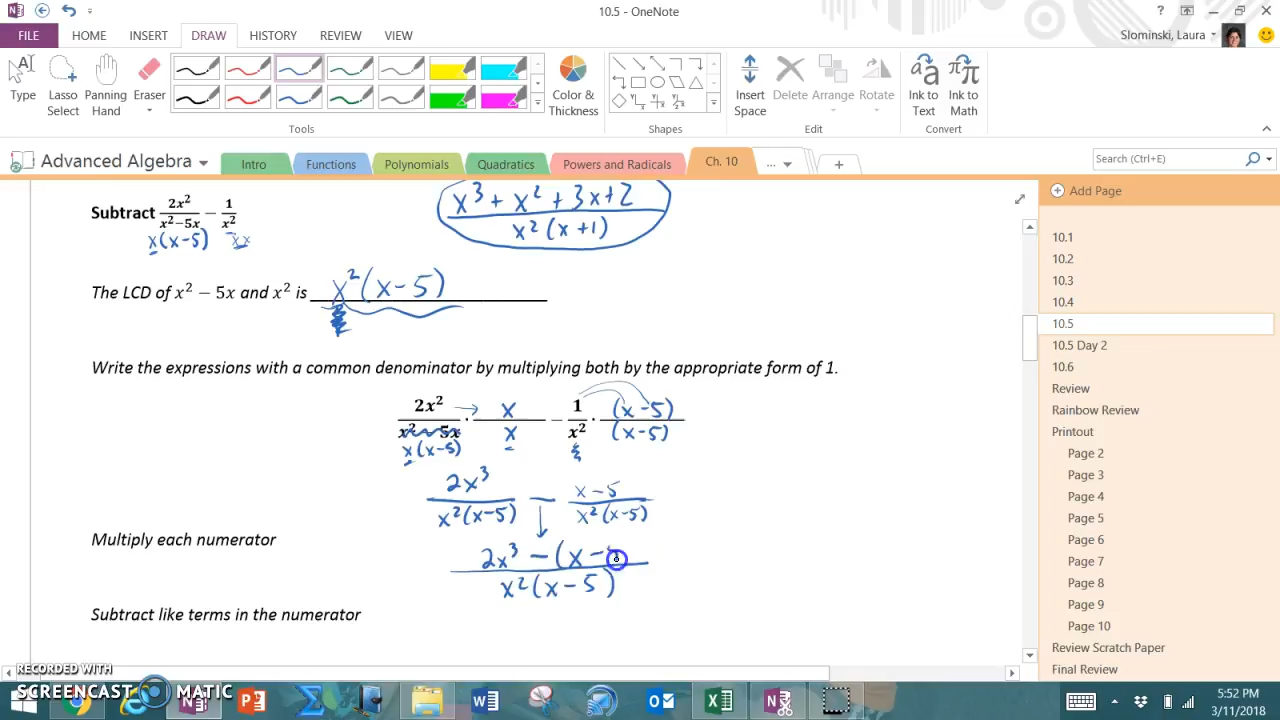 10.5 - OneNote
?
FILE HOME INSERT DRAW HISTORY REVIEW VIEW
Slominski, Laura
Type
Lasso Select
Panning Hand
Eraser
Color & Thickness
Insert Space
Delete
Arrange
Rotate
Ink to Text
Ink to Math
Tools
Shapes
Edit
Convert
Advanced Algebra
Intro Functions Polynomials Quadratics Powers and Radicals Ch. 10 ... +
Search (Ctrl+E)
Add Page
10.1
10.2
10.3
10.4
10.5
10.5 Day 2
10.6
Review
Rainbow Review
Printout
Page 2
Page 3
Page 4
Page 5
Page 6
Page 7
Page 8
Page 9
Page 10
Review Scratch Paper
Final Review
x³ + x² + 3x + 2
x² (x + 1)
Subtract 2x²/(x²−5x) − 1/x²
x(x-5) xx
The LCD of x² − 5x and x² is x²(x-5)
Write the expressions with a common denominator by multiplying both by the appropriate form of 1.
2x² → x 1 (x-5)
x² − 5x · x − x² · (x-5)
x(x-5)
2x³ − x-5
x²(x-5) x²(x-5)
Multiply each numerator
2x³ − (x −
x²(x − 5)
Subtract like terms in the numerator
RECORDED WITH
SCREENCAST MATIC
5:52 PM
3/11/2018